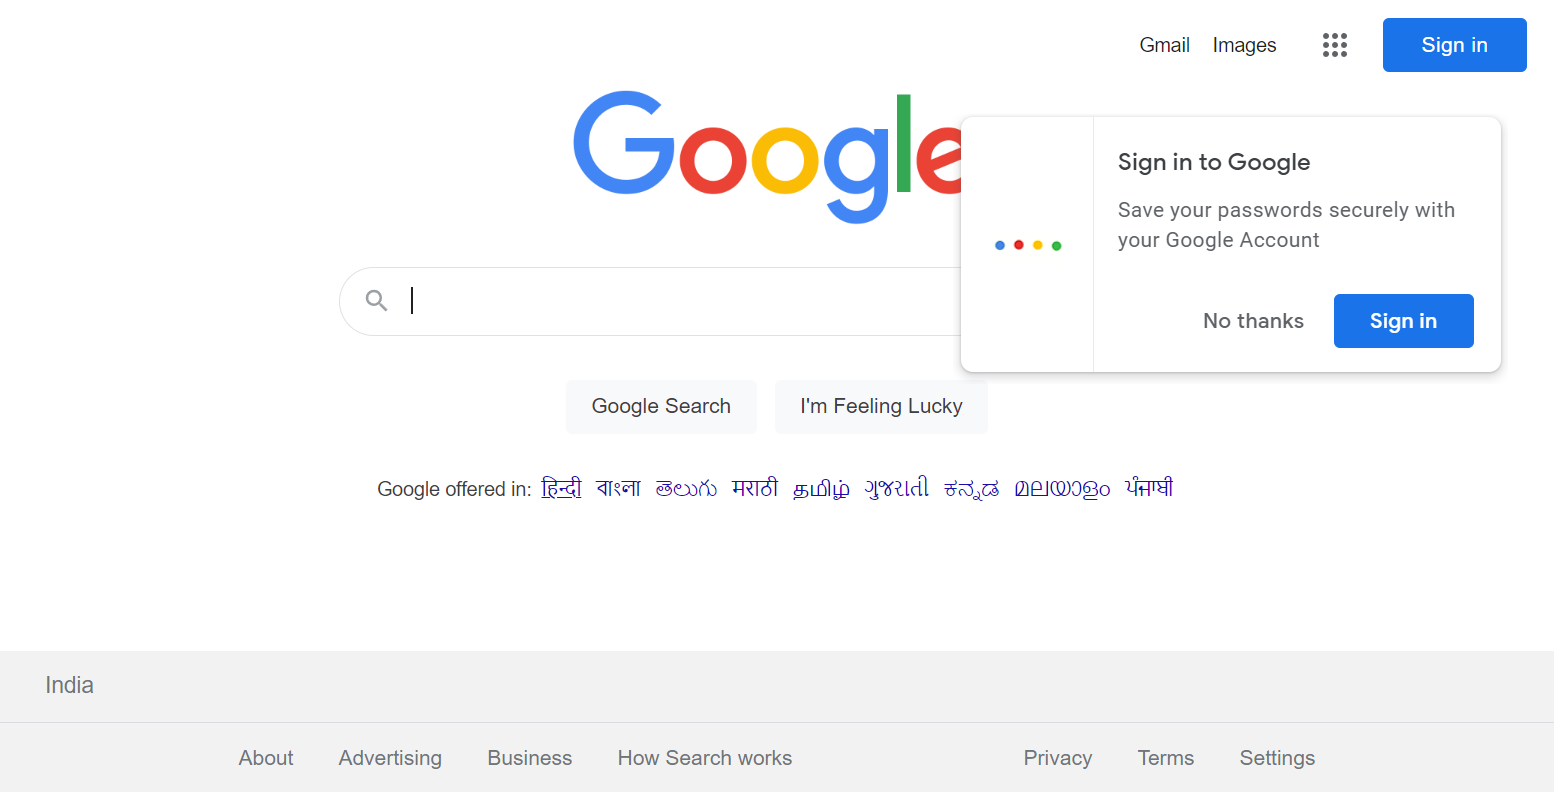 Gmail Images Sign in
Google
Sign in to Google
Save your passwords securely with
your Google Account
No thanks Sign in
Google Search I'm Feeling Lucky
Google offered in: हिन्दी বাংলা తెలుగు मराठी தமிழ் ગુજરાતી ಕನ್ನಡ മലയാളം ਪੰਜਾਬੀ
India
About Advertising Business How Search works Privacy Terms Settings